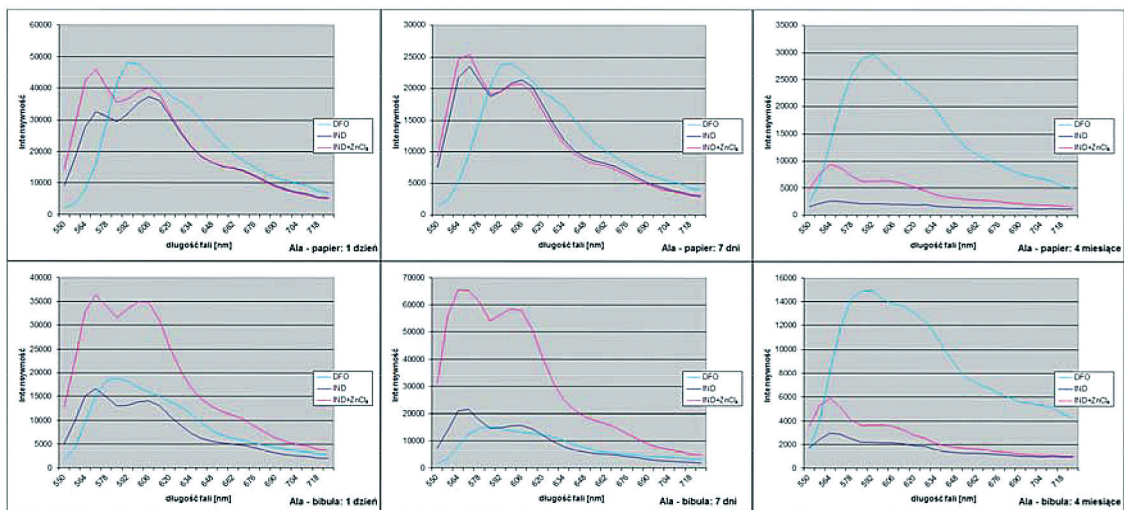 60000
50000
40000
30000
20000
10000
0
Intensywność
550 564 578 592 606 620 634 648 662 676 690 704 718
długość fali [nm]
DFO
IND
IND+ZnCl₂
Ala - papier: 1 dzień
30000
25000
20000
15000
10000
5000
0
Intensywność
550 564 578 592 606 620 634 648 662 676 690 704 718
długość fali [nm]
DFO
IND
IND+ZnCl₂
Ala - papier: 7 dni
35000
30000
25000
20000
15000
10000
5000
0
Intensywność
550 564 578 592 606 620 634 648 662 676 690 704 718
długość fali [nm]
DFO
IND
IND+ZnCl₂
Ala - papier: 4 miesiące
40000
35000
30000
25000
20000
15000
10000
5000
0
Intensywność
550 564 578 592 606 620 634 648 662 676 690 704 718
długość fali [nm]
DFO
IND
IND+ZnCl₂
Ala - bibuła: 1 dzień
70000
60000
50000
40000
30000
20000
10000
0
Intensywność
550 564 578 592 606 620 634 648 662 676 690 704 718
długość fali [nm]
DFO
IND
IND+ZnCl₂
Ala - bibuła: 7 dni
16000
14000
12000
10000
8000
6000
4000
2000
0
Intensywność
550 564 578 592 606 620 634 648 662 676 690 704 718
długość fali [nm]
DFO
IND
IND+ZnCl₂
Ala - bibuła: 4 miesiące